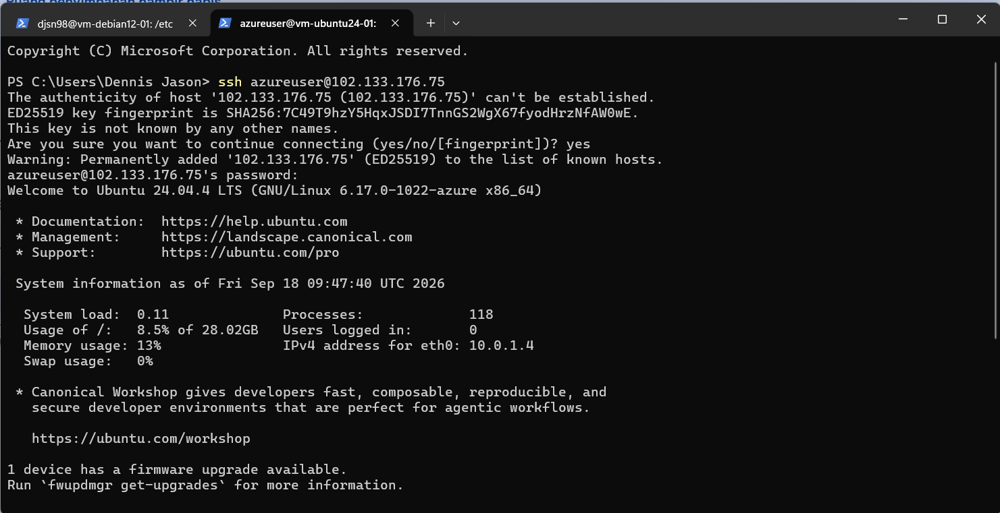 djsn98@vm-debian12-01: /etc
azureuser@vm-ubuntu24-01:
Copyright (C) Microsoft Corporation. All rights reserved.
PS C:\Users\Dennis Jason> ssh azureuser@102.133.176.75
The authenticity of host '102.133.176.75 (102.133.176.75)' can't be established.
ED25519 key fingerprint is SHA256:7C49T9hzY5HqxJSDI7TnnGS2WgX67fyodHrzNfAW0wE.
This key is not known by any other names.
Are you sure you want to continue connecting (yes/no/[fingerprint])? yes
Warning: Permanently added '102.133.176.75' (ED25519) to the list of known hosts.
azureuser@102.133.176.75's password:
Welcome to Ubuntu 24.04.4 LTS (GNU/Linux 6.17.0-1022-azure x86_64)
* Documentation:  https://help.ubuntu.com
* Management:     https://landscape.canonical.com
* Support:        https://ubuntu.com/pro
System information as of Fri Sep 18 09:47:40 UTC 2026
System load:  0.11              Processes:             118
Usage of /:   8.5% of 28.02GB   Users logged in:       0
Memory usage: 13%               IPv4 address for eth0: 10.0.1.4
Swap usage:   0%
* Canonical Workshop gives developers fast, composable, reproducible, and
secure developer environments that are perfect for agentic workflows.
https://ubuntu.com/workshop
1 device has a firmware upgrade available.
Run `fwupdmgr get-upgrades` for more information.